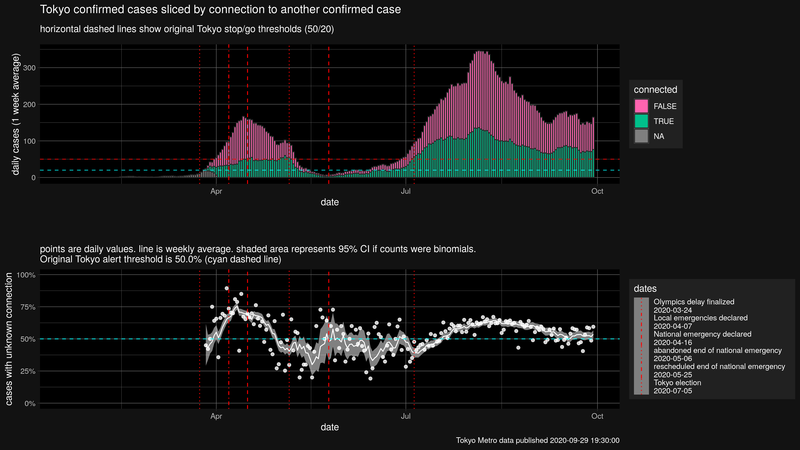 Tokyo confirmed cases sliced by connection to another confirmed case
horizontal dashed lines show original Tokyo stop/go thresholds (50/20)
daily cases (1 week average)
300
200
100
0
Apr
Jul
Oct
date
connected
FALSE
TRUE
NA
points are daily values. line is weekly average. shaded area represents 95% CI if counts were binomials.
Original Tokyo alert threshold is 50.0% (cyan dashed line)
cases with unknown connection
100%
75%
50%
25%
0%
Apr
Jul
Oct
date
dates
Olympics delay finalized
2020-03-24
Local emergencies declared
2020-04-07
National emergency declared
2020-04-16
abandoned end of national emergency
2020-05-06
rescheduled end of national emergency
2020-05-25
Tokyo election
2020-07-05
Tokyo Metro data published 2020-09-29 19:30:00